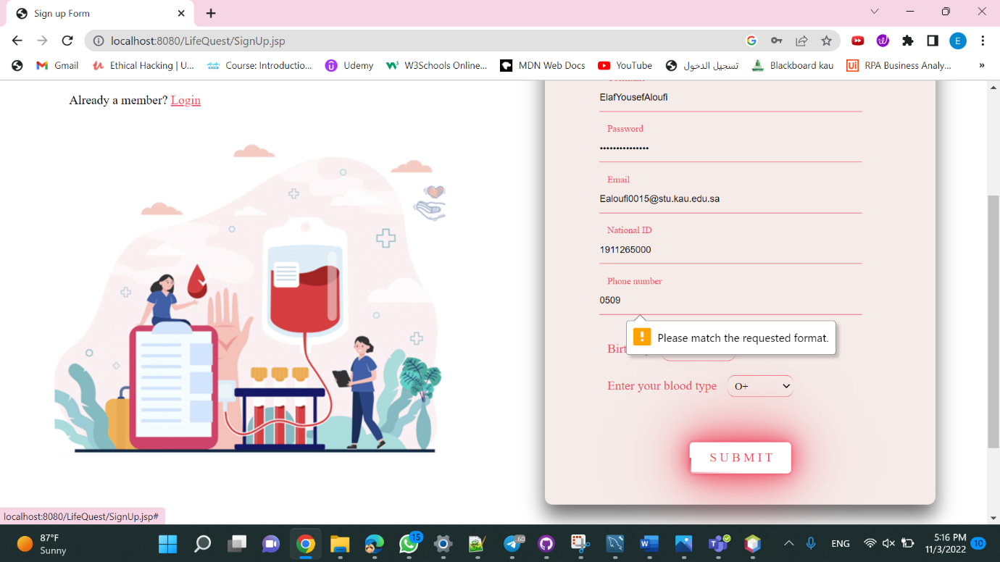 Sign up Form
localhost:8080/LifeQuest/SignUp.jsp
E
Gmail
Ethical Hacking | U...
Course: Introductio...
Udemy
W3Schools Online...
MDN Web Docs
YouTube
تسجيل الدخول
Blackboard kau
Ui
RPA Business Analy...
»
Already a member? Login
ElafYousefAloufi
Password
•••••••••••••••
Email
Ealoufi0015@stu.kau.edu.sa
National ID
1911265000
Phone number
0509
Please match the requested format.
Enter your blood type
O+
SUBMIT
localhost:8080/LifeQuest/SignUp.jsp#
87°F
Sunny
15
60
ENG
5:16 PM
11/3/2022
10